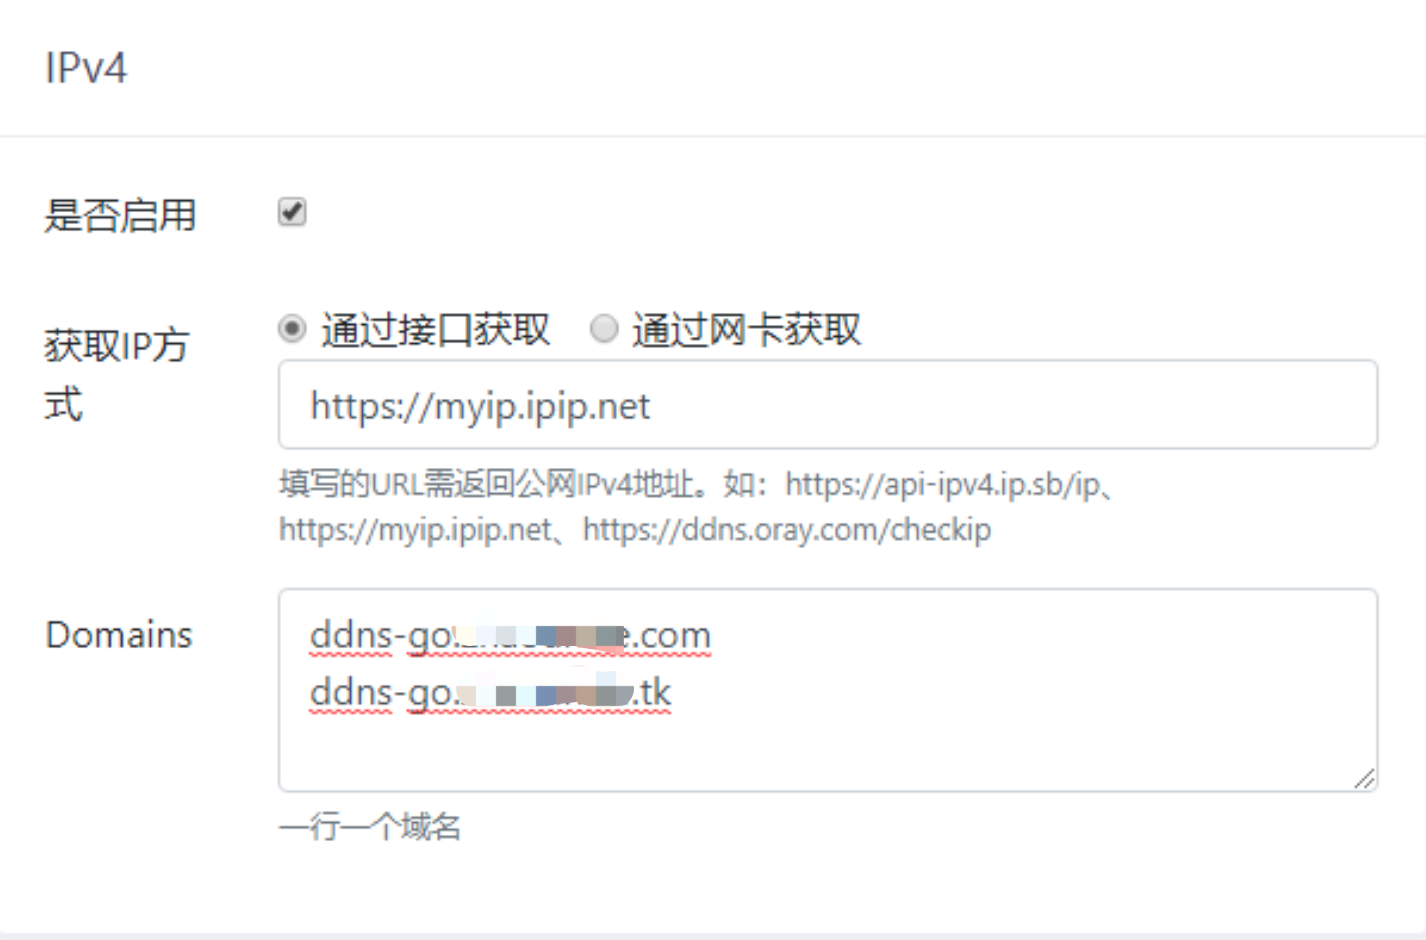 IPv4
是否启用
获取IP方
式
通过接口获取 通过网卡获取
https://myip.ipip.net
填写的URL需返回公网IPv4地址。如：https://api-ipv4.ip.sb/ip、
https://myip.ipip.net、https://ddns.oray.com/checkip
Domains
ddns-go. e.com
ddns-go. .tk
一行一个域名